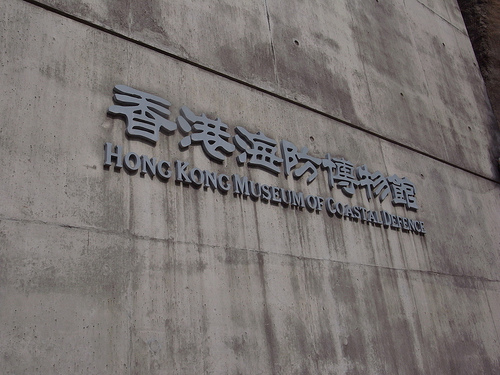 香港海防博物館
HONG KONG MUSEUM OF COASTAL DEFENCE